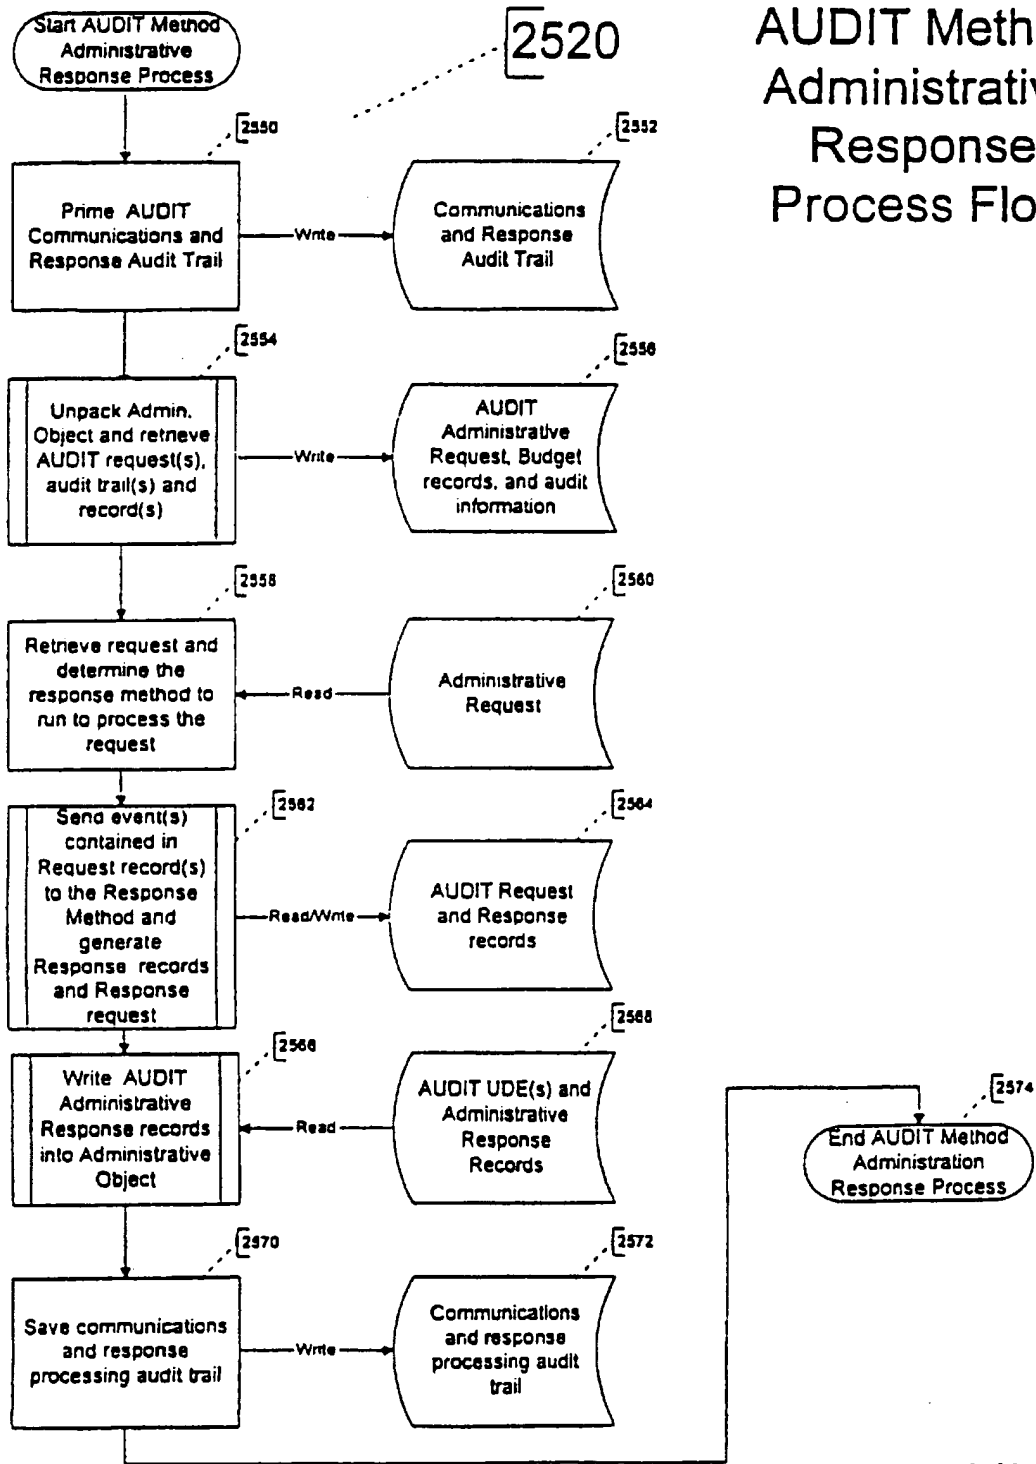 Start AUDIT Method
Administrative
Response Process
2520
AUDIT Meth
Administrativ
Response
Process Flo
2550
Prime AUDIT
Communications and
Response Audit Trail
Write
2552
Communications
and Response
Audit Trail
2554
Unpack Admin.
Object and retrieve
AUDIT request(s),
audit trail(s) and
record(s)
Write
2556
AUDIT
Administrative
Request, Budget
records, and audit
information
2558
Retrieve request and
determine the
response method to
run to process the
request
Read
2560
Administrative
Request
2562
Send event(s)
contained in
Request record(s)
to the Response
Method and
generate
Response records
and Response
request
Read/Write
2564
AUDIT Request
and Response
records
2566
Write AUDIT
Administrative
Response records
into Administrative
Object
Read
2568
AUDIT UDE(s) and
Administrative
Response
Records
2570
Save communications
and response
processing audit trail
Write
2572
Communications
and response
processing audit
trail
2574
End AUDIT Method
Administration
Response Process